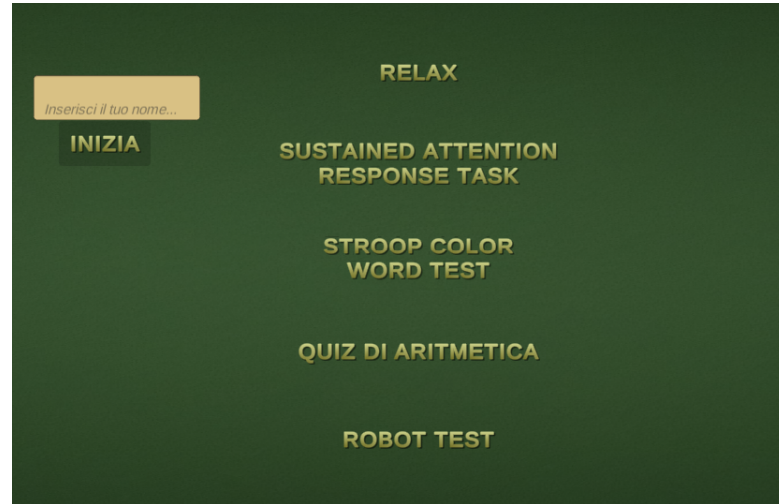 Inserisci il tuo nome...
INIZIA
RELAX
SUSTAINED ATTENTION
RESPONSE TASK
STROOP COLOR
WORD TEST
QUIZ DI ARITMETICA
ROBOT TEST